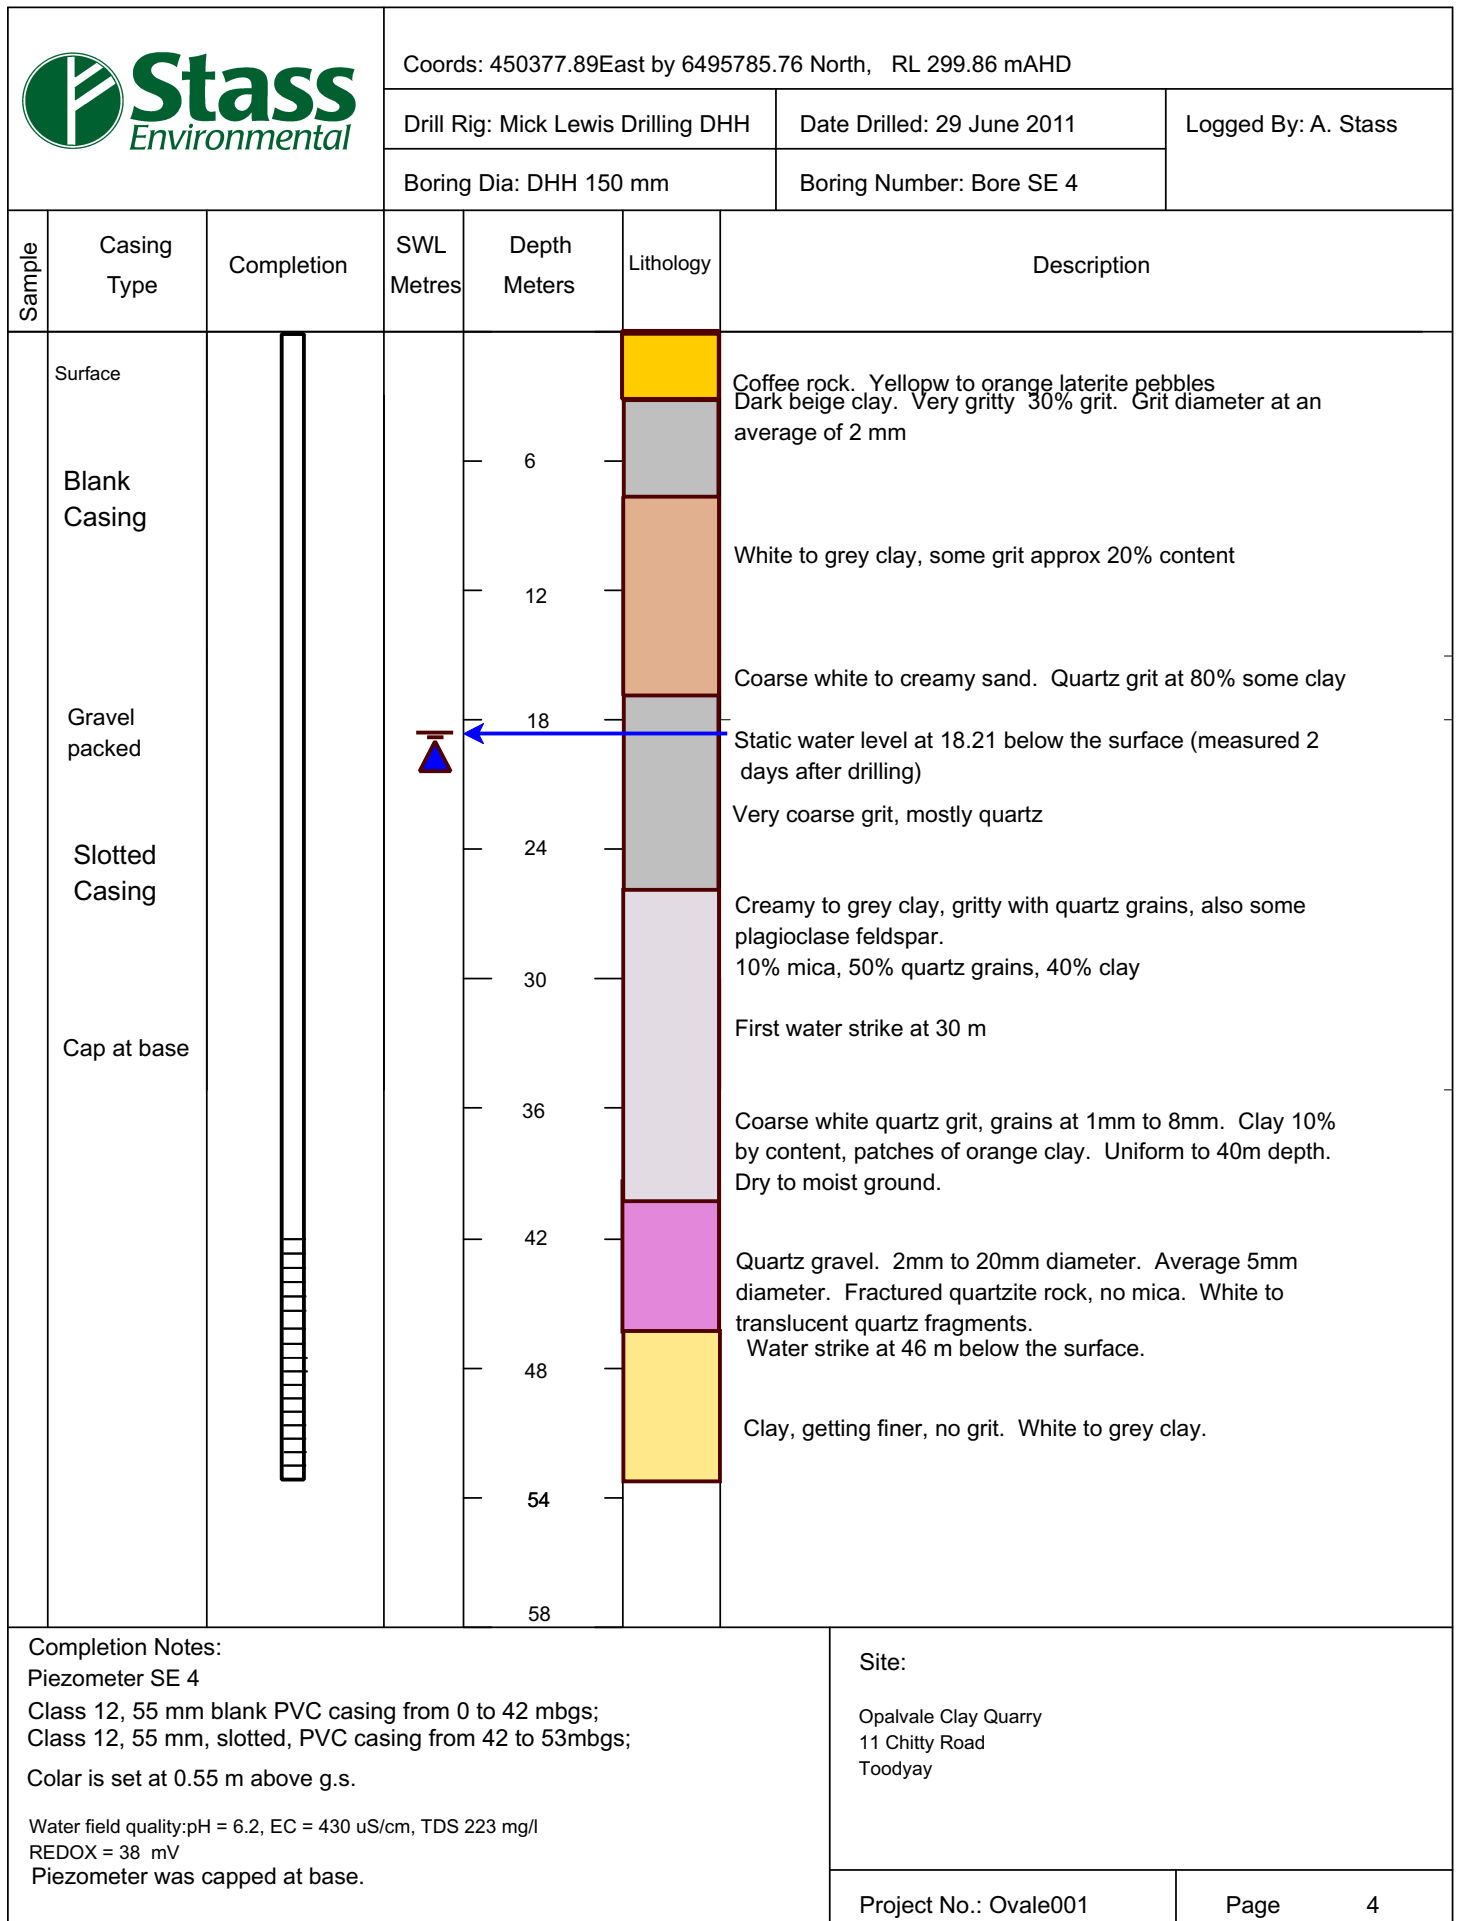 Stass
Environmental
Coords: 450377.89East by 6495785.76 North, RL 299.86 mAHD
Drill Rig: Mick Lewis Drilling DHH
Date Drilled: 29 June 2011
Logged By: A. Stass
Boring Dia: DHH 150 mm
Boring Number: Bore SE 4
Sample
Casing
Type
Completion
SWL
Metres
Depth
Meters
Lithology
Description
Surface
Coffee rock. Yellopw to orange laterite pebbles
Dark beige clay. Very gritty 30% grit. Grit diameter at an
average of 2 mm
6
Blank
Casing
White to grey clay, some grit approx 20% content
12
Coarse white to creamy sand. Quartz grit at 80% some clay
Gravel
packed
18
Static water level at 18.21 below the surface (measured 2
days after drilling)
Very coarse grit, mostly quartz
24
Slotted
Casing
Creamy to grey clay, gritty with quartz grains, also some
plagioclase feldspar.
10% mica, 50% quartz grains, 40% clay
30
First water strike at 30 m
Cap at base
36
Coarse white quartz grit, grains at 1mm to 8mm. Clay 10%
by content, patches of orange clay. Uniform to 40m depth.
Dry to moist ground.
42
Quartz gravel. 2mm to 20mm diameter. Average 5mm
diameter. Fractured quartzite rock, no mica. White to
translucent quartz fragments.
Water strike at 46 m below the surface.
48
Clay, getting finer, no grit. White to grey clay.
54
58
Completion Notes:
Piezometer SE 4
Class 12, 55 mm blank PVC casing from 0 to 42 mbgs;
Class 12, 55 mm, slotted, PVC casing from 42 to 53mbgs;
Colar is set at 0.55 m above g.s.
Water field quality:pH = 6.2, EC = 430 uS/cm, TDS 223 mg/l
REDOX = 38 mV
Piezometer was capped at base.
Site:
Opalvale Clay Quarry
11 Chitty Road
Toodyay
Project No.: Ovale001
Page 4